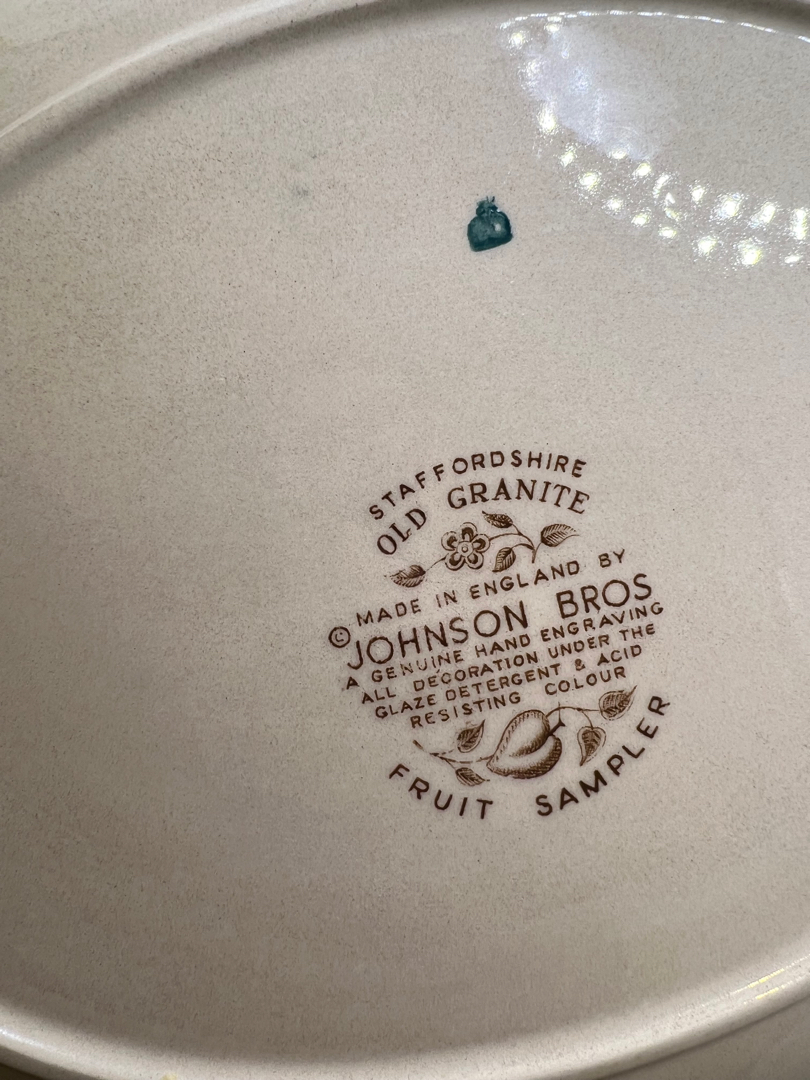 STAFFORDSHIRE
OLD GRANITE
MADE IN ENGLAND BY
© JOHNSON BROS
A GENUINE HAND ENGRAVING
ALL DECORATION UNDER THE
GLAZE DETERGENT & ACID
RESISTING COLOUR
FRUIT SAMPLER